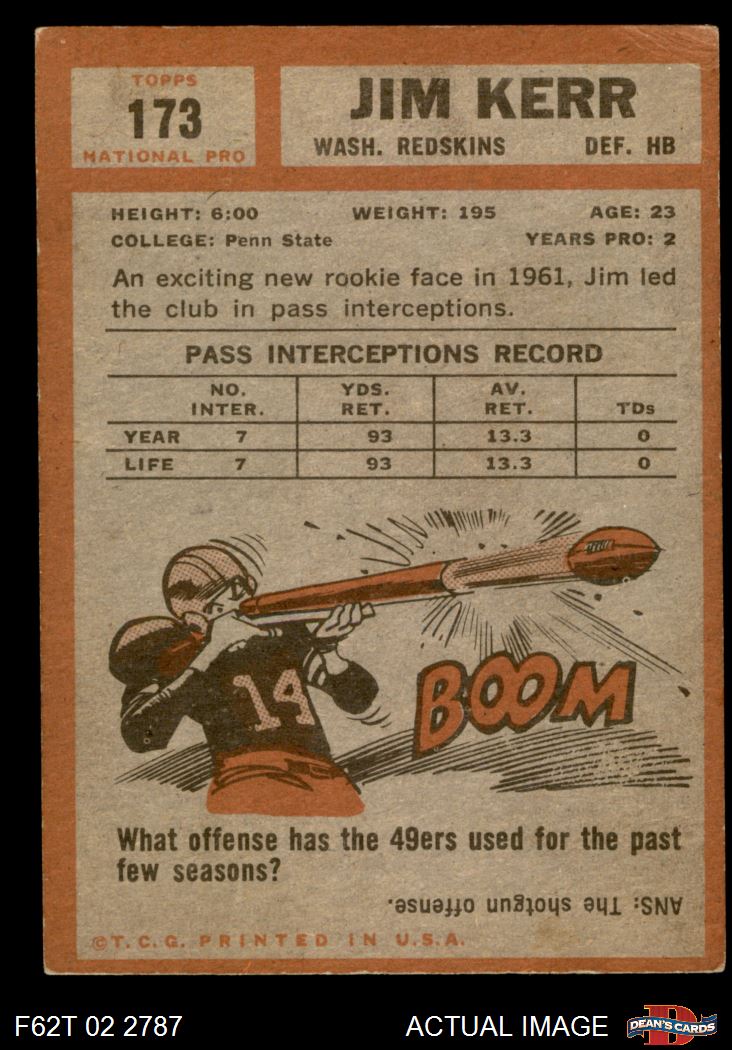 TOPPS
173
NATIONAL PRO
JIM KERR
WASH. REDSKINS DEF. HB
HEIGHT: 6:00 WEIGHT: 195 AGE: 23
COLLEGE: Penn State YEARS PRO: 2
An exciting new rookie face in 1961, Jim led
the club in pass interceptions.
PASS INTERCEPTIONS RECORD
NO. INTER. YDS. RET. AV. RET. TDs
YEAR 7 93 13.3 0
LIFE 7 93 13.3 0
14
BOOM
What offense has the 49ers used for the past
few seasons?
ANS: The shotgun offense.
©T.C.G. PRINTED IN U.S.A.
F62T 02 2787 ACTUAL IMAGE
D
DEAN'S CARDS